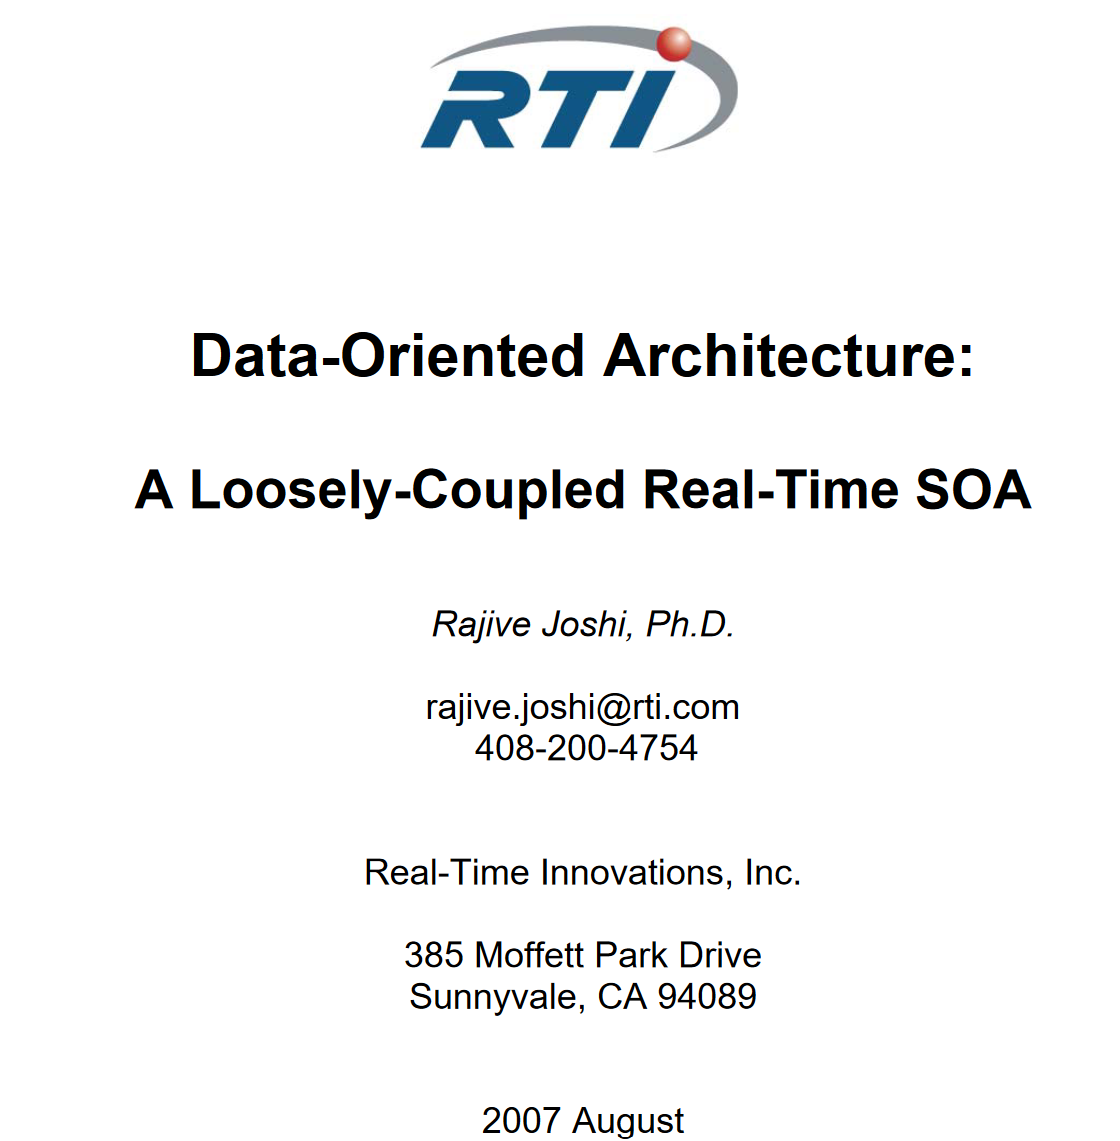 RTI
Data-Oriented Architecture:
A Loosely-Coupled Real-Time SOA
Rajive Joshi, Ph.D.
rajive.joshi@rti.com
408-200-4754
Real-Time Innovations, Inc.
385 Moffett Park Drive
Sunnyvale, CA 94089
2007 August